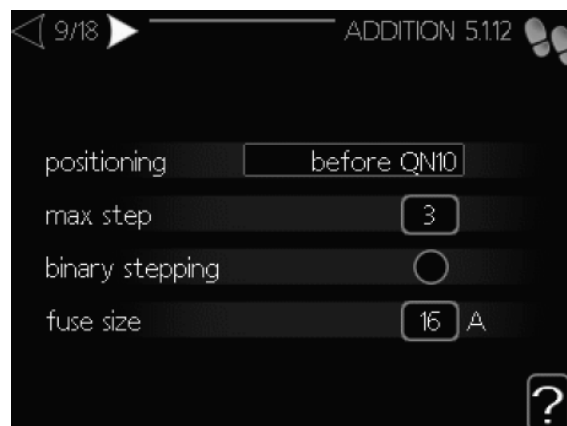 9/18 ADDITION 5.1.12
positioning before QN10
max step 3
binary stepping
fuse size 16 A
?